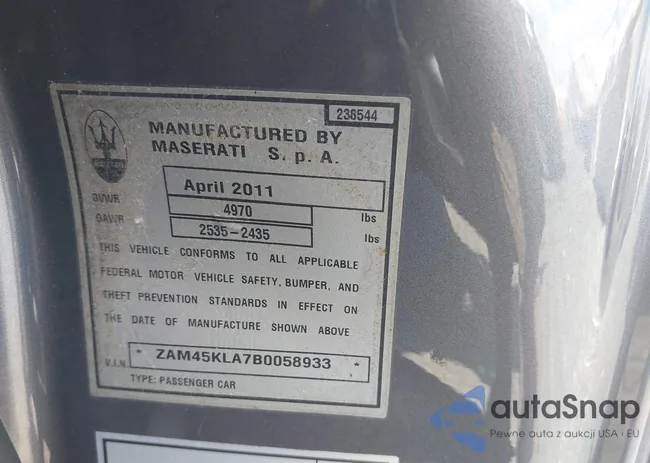 238544
MANUFACTURED BY
MASERATI S. p. A.
April 2011
GVWR 4970 lbs
GAWR 2535-2435 lbs
THIS VEHICLE CONFORMS TO ALL APPLICABLE
FEDERAL MOTOR VEHICLE SAFETY, BUMPER, AND
THEFT PREVENTION STANDARDS IN EFFECT ON
THE DATE OF MANUFACTURE SHOWN ABOVE
V.I.N. * ZAM45KLA7B0058933 *
TYPE: PASSENGER CAR
autaSnap
Pewne auta z aukcji USA i EU